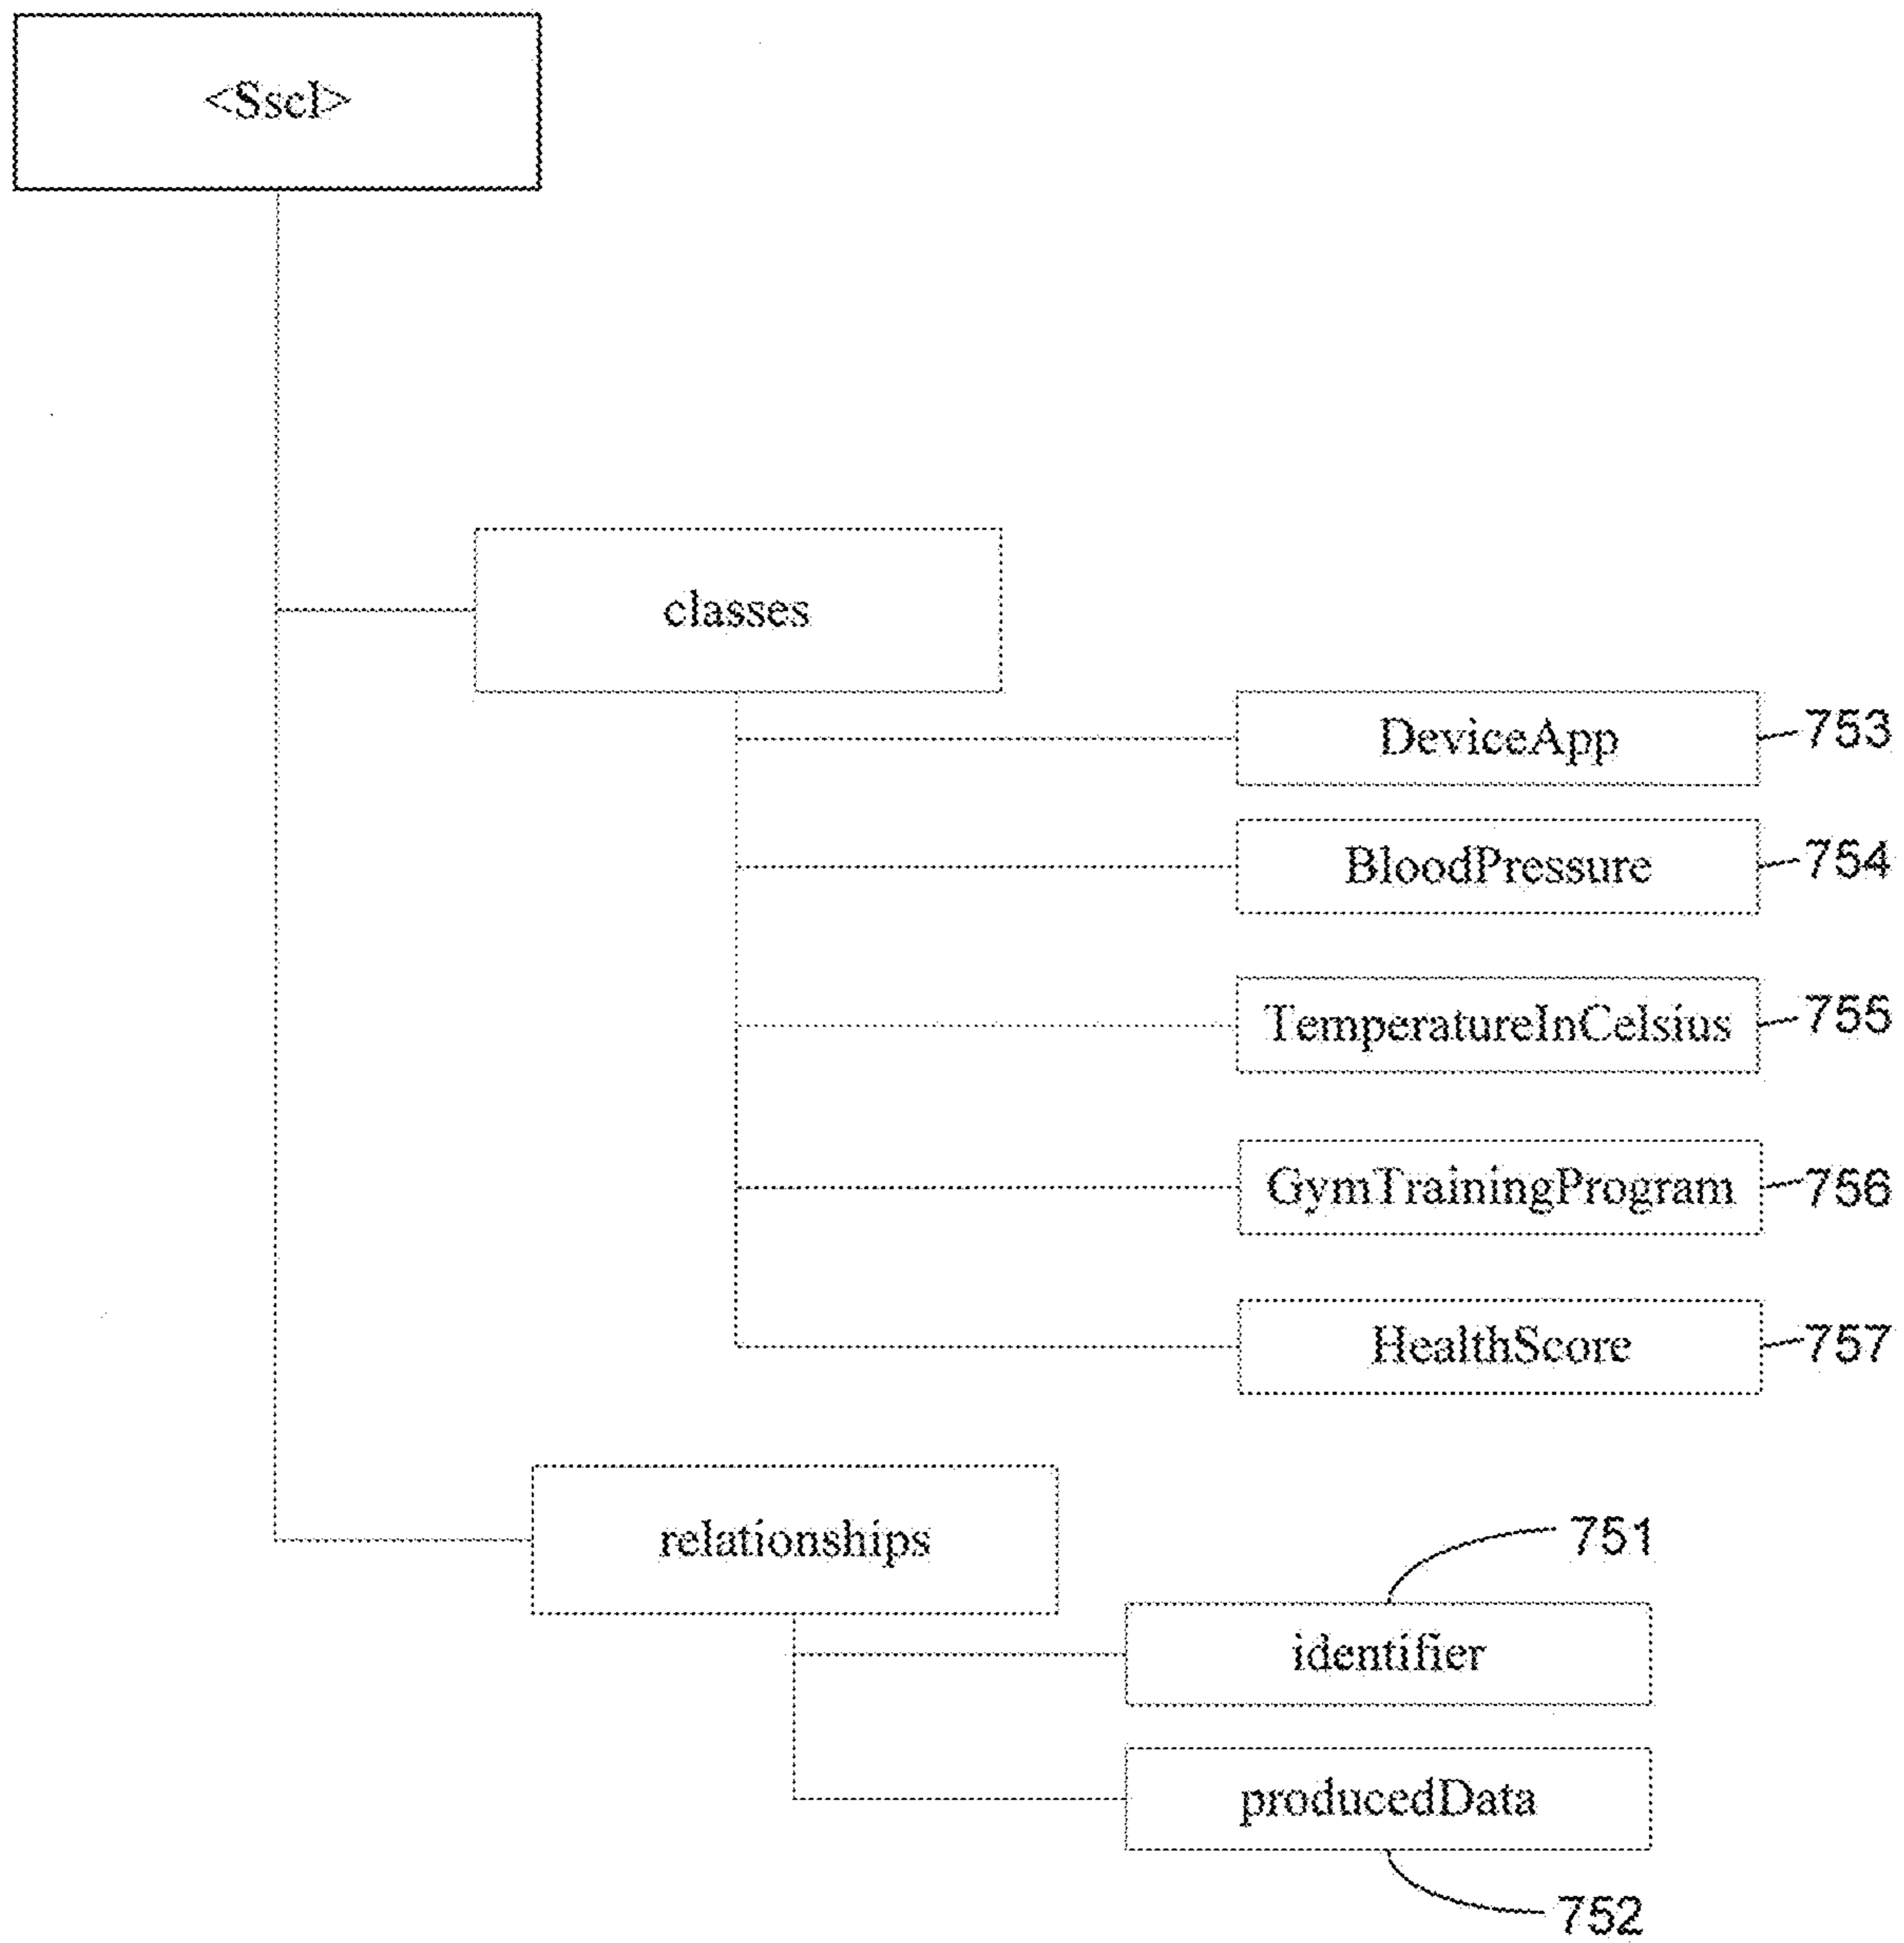 <Sscl>
classes
DeviceApp 753
BloodPressure 754
TemperatureInCelsius 755
GymTrainingProgram 756
HealthScore 757
relationships
751
identifier
producedData
752